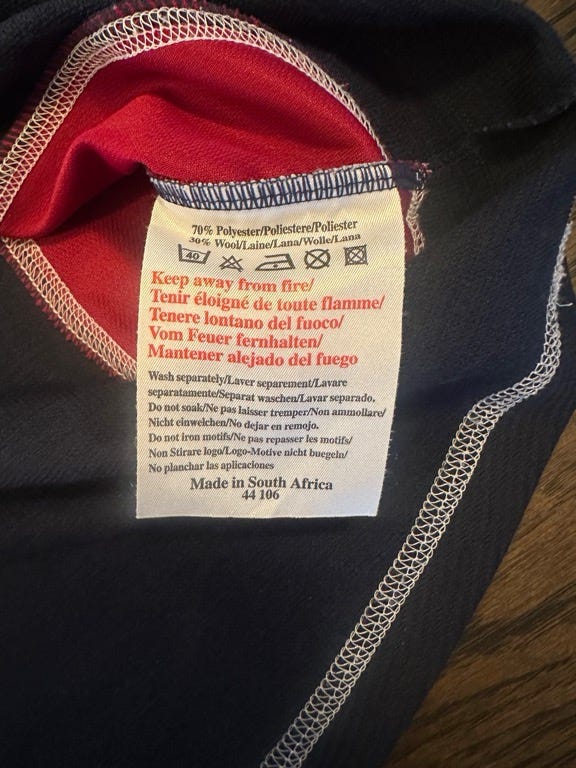 70% Polyester/Poliestere/Poliester
30% Wool/Laine/Lana/Wolle/Lana
40
Keep away from fire/
Tenir éloigné de toute flamme/
Tenere lontano del fuoco/
Vom Feuer fernhalten/
Mantener alejado del fuego
Wash separately/Laver separement/Lavare
separatamente/Separat waschen/Lavar separado.
Do not soak/Ne pas laisser tremper/Non ammollare/
Nicht einweichen/No dejar en remojo.
Do not iron motifs/Ne pas repasser les motifs/
Non Stirare logo/Logo-Motive nicht buegeln/
No planchar las aplicaciones
Made in South Africa
44 106